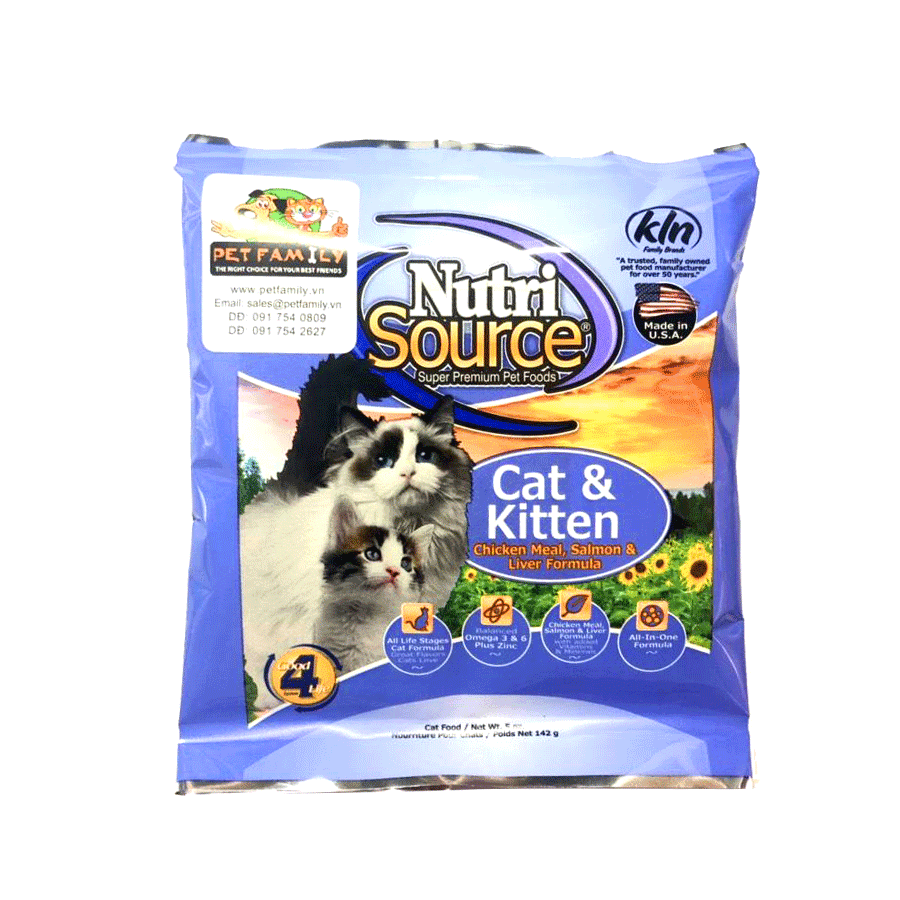 PET FAMILY
THE RIGHT CHOICE FOR YOUR BEST FRIENDS
www.petfamily.vn
Email: sales@petfamily.vn
DĐ: 091 754 0809
DĐ: 091 754 2627
Nutri
Source®
Super Premium Pet Foods
kln
Family Brands
"A trusted, family owned
pet food manufacturer
for over 50 years."
Made in
U.S.A.
Cat &
Kitten
Chicken Meal, Salmon &
Liver Formula
All Life Stages
Cat Formula
Great Flavors
Cats Love
Balanced
Omega 3 & 6
Plus Zinc
Chicken Meal,
Salmon & Liver
Formula
with added
Vitamins
& Minerals
All-In-One
Formula
Good
4
Life
Cat Food / Net Wt. 5
Nourriture Pour Chats / Poids Net 142 g